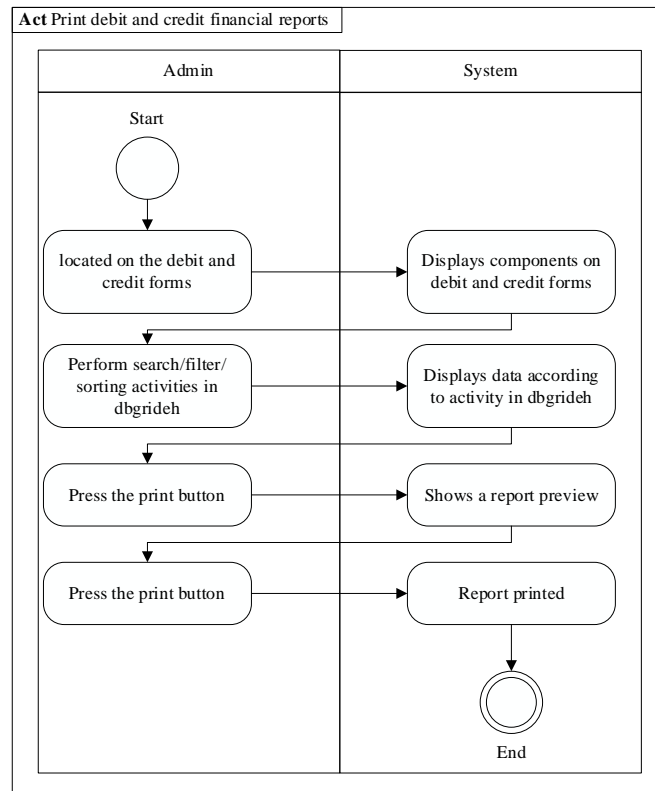 Act Print debit and credit financial reports
Admin
System
Start
located on the debit and
credit forms
Displays components on
debit and credit forms
Perform search/filter/
sorting activities in
dbgrideh
Displays data according
to activity in dbgrideh
Press the print button
Shows a report preview
Press the print button
Report printed
End